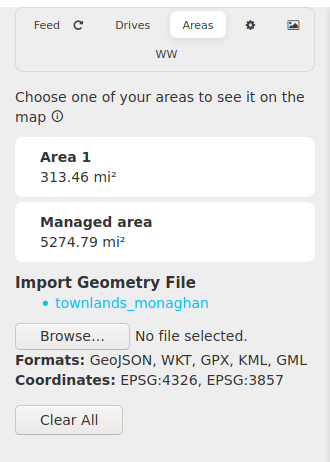 Feed Drives Areas
WW
Choose one of your areas to see it on the
map
Area 1
313.46 mi²
Managed area
5274.79 mi²
Import Geometry File
• townlands_monaghan
Browse... No file selected.
Formats: GeoJSON, WKT, GPX, KML, GML
Coordinates: EPSG:4326, EPSG:3857
Clear All